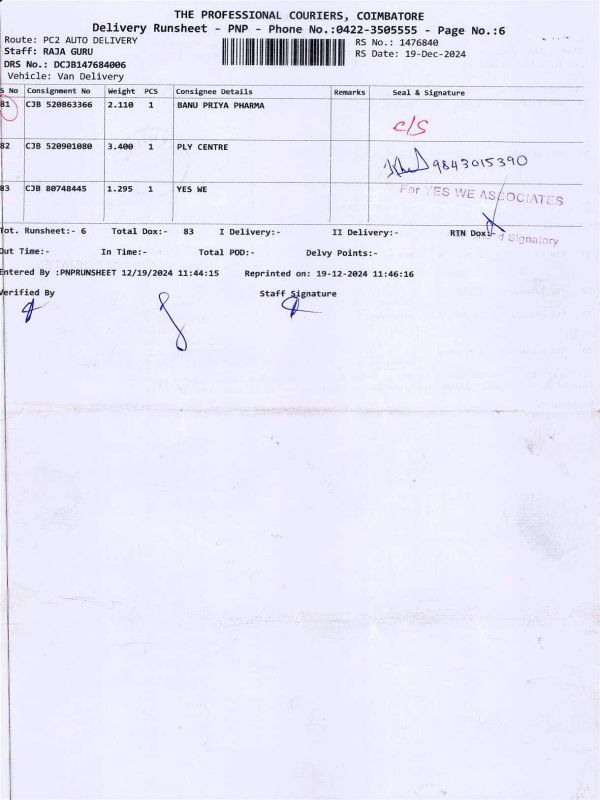 THE PROFESSIONAL COURIERS, COIMBATORE
Delivery Runsheet - PNP - Phone No.:0422-3505555 - Page No.:6
Route: PC2 AUTO DELIVERY
RS No.: 1476840
Staff: RAJA GURU
RS Date: 19-Dec-2024
DRS No.: DCJB147684006
Vehicle: Van Delivery
S No Consignment No Weight PCS Consignee Details Remarks Seal & Signature
81 CJB 520863366 2.110 1 BANU PRIYA PHARMA
C/S
82 CJB 520901080 3.400 1 PLY CENTRE
9843015390
83 CJB 80748445 1.295 1 YES WE
For YES WE ASSOCIATES
Tot. Runsheet:- 6 Total Dox:- 83 I Delivery:- II Delivery:- RTN Dox:-
d Signatory
Out Time:- In Time:- Total POD:- Delvy Points:-
Entered By :PNPRUNSHEET 12/19/2024 11:44:15 Reprinted on: 19-12-2024 11:46:16
Verified By Staff Signature